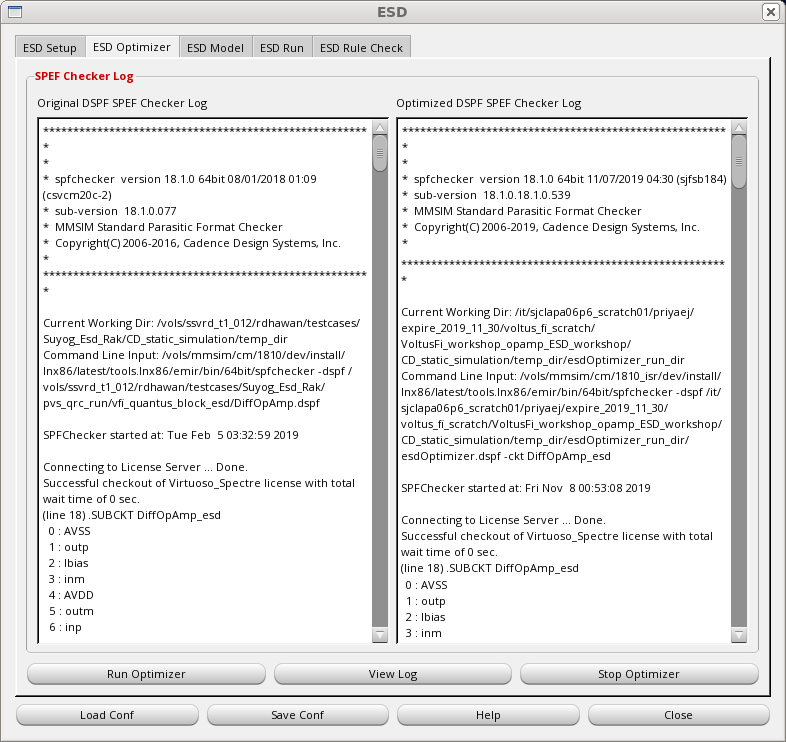 ESD
ESD Setup
ESD Optimizer
ESD Model
ESD Run
ESD Rule Check
SPEF Checker Log
Original DSPF SPEF Checker Log
******************************************************************
*
*
* spfchecker version 18.1.0 64bit 08/01/2018 01:09
(csvcm20c-2)
* sub-version 18.1.0.077
* MMSIM Standard Parasitic Format Checker
* Copyright(C) 2006-2016, Cadence Design Systems, Inc.
*
******************************************************************
*
Current Working Dir: /vols/ssvrd_t1_012/rdhawan/testcases/
Suyog_Esd_Rak/CD_static_simulation/temp_dir
Command Line Input: /vols/mmsim/cm/1810/dev/install/
lnx86/latest/tools.lnx86/emir/bin/64bit/spfchecker -dspf /
vols/ssvrd_t1_012/rdhawan/testcases/Suyog_Esd_Rak/
pvs_qrc_run/vfi_quantus_block_esd/DiffOpAmp.dspf
SPFChecker started at: Tue Feb 5 03:32:59 2019
Connecting to License Server ... Done.
Successful checkout of Virtuoso_Spectre license with total
wait time of 0 sec.
(line 18) .SUBCKT DiffOpAmp_esd
0 : AVSS
1 : outp
2 : Ibias
3 : inm
4 : AVDD
5 : outm
6 : inp
Optimized DSPF SPEF Checker Log
******************************************************************
*
*
* spfchecker version 18.1.0 64bit 11/07/2019 04:30 (sjfsb184)
* sub-version 18.1.0.18.1.0.539
* MMSIM Standard Parasitic Format Checker
* Copyright(C) 2006-2019, Cadence Design Systems, Inc.
*
******************************************************************
*
Current Working Dir: /it/sjclapa06p6_scratch01/priyaej/
expire_2019_11_30/voltus_fi_scratch/
VoltusFi_workshop_opamp_ESD_workshop/
CD_static_simulation/temp_dir/esdOptimizer_run_dir
Command Line Input: /vols/mmsim/cm/1810_isr/dev/install/
lnx86/latest/tools.lnx86/emir/bin/64bit/spfchecker -dspf /it/
sjclapa06p6_scratch01/priyaej/expire_2019_11_30/
voltus_fi_scratch/VoltusFi_workshop_opamp_ESD_workshop/
CD_static_simulation/temp_dir/esdOptimizer_run_dir/
esdOptimizer.dspf -ckt DiffOpAmp_esd
SPFChecker started at: Fri Nov 8 00:53:08 2019
Connecting to License Server ... Done.
Successful checkout of Virtuoso_Spectre license with total
wait time of 0 sec.
(line 18) .SUBCKT DiffOpAmp_esd
0 : AVSS
1 : outp
2 : Ibias
3 : inm
Run Optimizer
View Log
Stop Optimizer
Load Conf
Save Conf
Help
Close